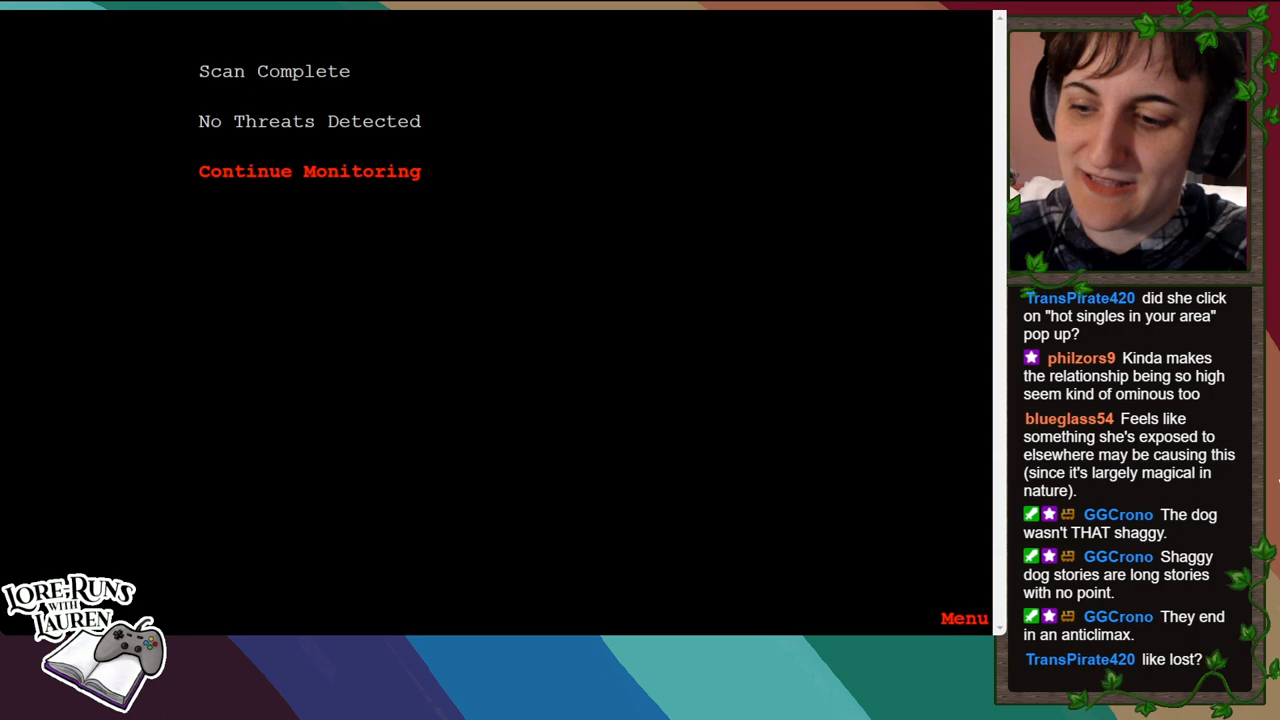 Scan Complete
No Threats Detected
Continue Monitoring
Menu
LORE-RUNS
WITH
LAUREN
TransPirate420 did she click
on "hot singles in your area"
pop up?
philzors9 Kinda makes
the relationship being so high
seem kind of ominous too
blueglass54 Feels like
something she's exposed to
elsewhere may be causing this
(since it's largely magical in
nature).
GGCrono The dog
wasn't THAT shaggy.
GGCrono Shaggy
dog stories are long stories
with no point.
GGCrono They end
in an anticlimax.
TransPirate420 like lost?